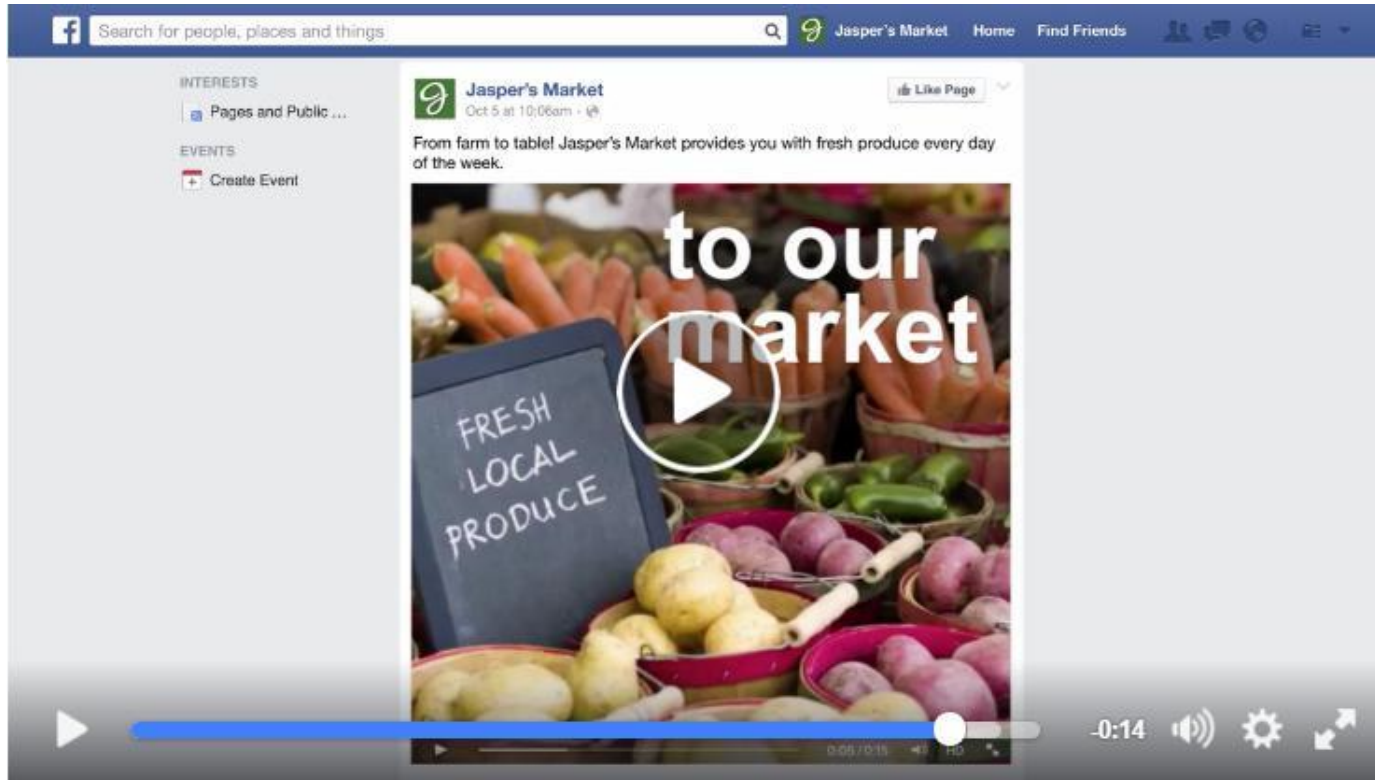 Search for people, places and things
Jasper's Market Home Find Friends
INTERESTS
Pages and Public ...
EVENTS
Create Event
Jasper's Market
Oct 5 at 10:06am ·
Like Page
From farm to table! Jasper's Market provides you with fresh produce every day
of the week.
to our
market
FRESH
LOCAL
PRODUCE
0:05 / 0:15 HD
-0:14